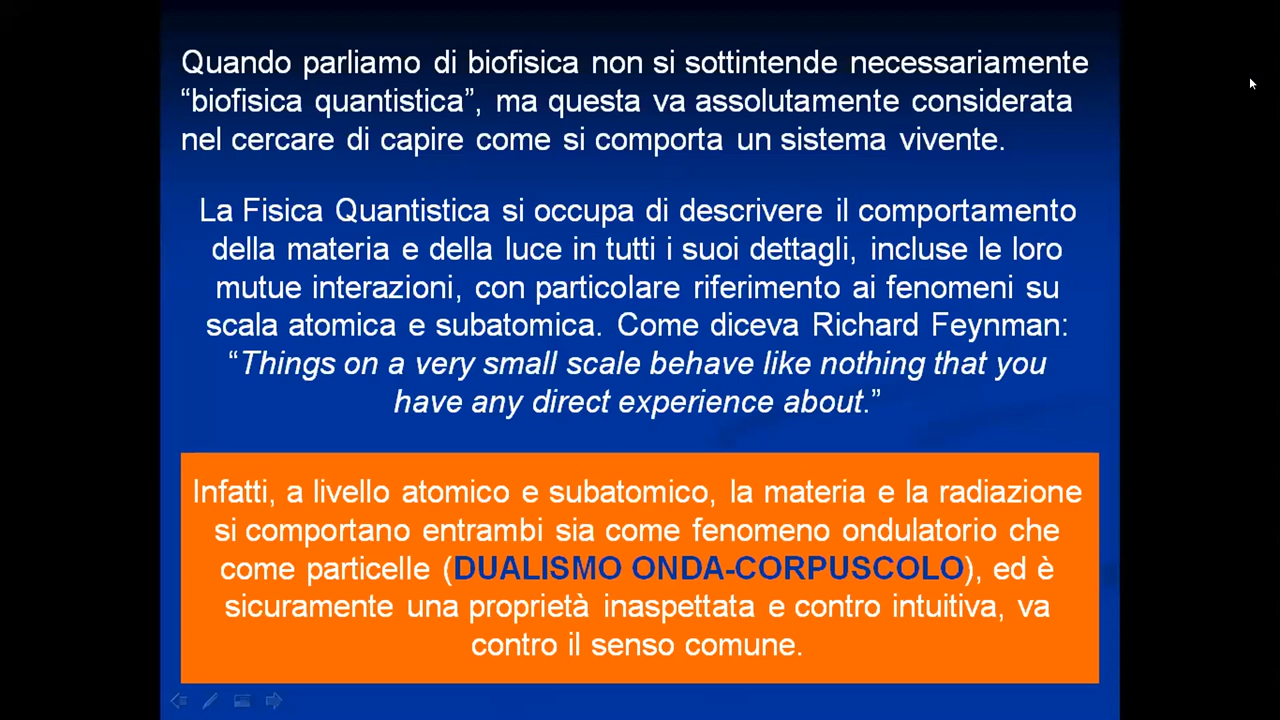 Quando parliamo di biofisica non si sottintende necessariamente
“biofisica quantistica”, ma questa va assolutamente considerata
nel cercare di capire come si comporta un sistema vivente.
La Fisica Quantistica si occupa di descrivere il comportamento
della materia e della luce in tutti i suoi dettagli, incluse le loro
mutue interazioni, con particolare riferimento ai fenomeni su
scala atomica e subatomica. Come diceva Richard Feynman:
“Things on a very small scale behave like nothing that you
have any direct experience about.”
Infatti, a livello atomico e subatomico, la materia e la radiazione
si comportano entrambi sia come fenomeno ondulatorio che
come particelle (DUALISMO ONDA-CORPUSCOLO), ed è
sicuramente una proprietà inaspettata e contro intuitiva, va
contro il senso comune.